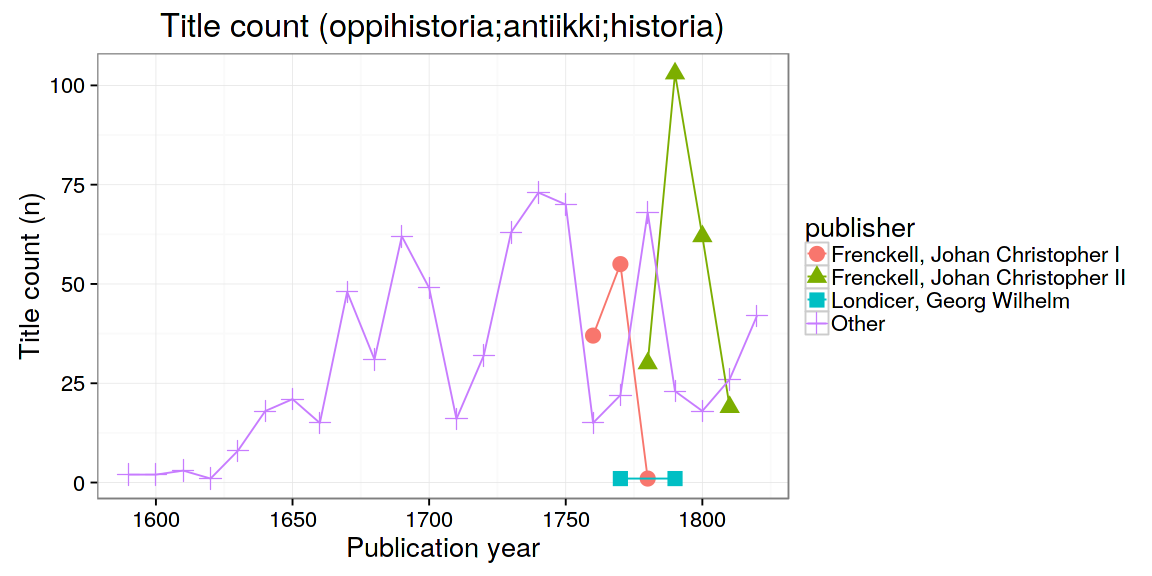 Title count (oppihistoria;antiikki;historia)
Title count (n)
100
75
50
25
0
1600 1650 1700 1750 1800
Publication year
publisher
Frenckell, Johan Christopher I
Frenckell, Johan Christopher II
Londicer, Georg Wilhelm
Other